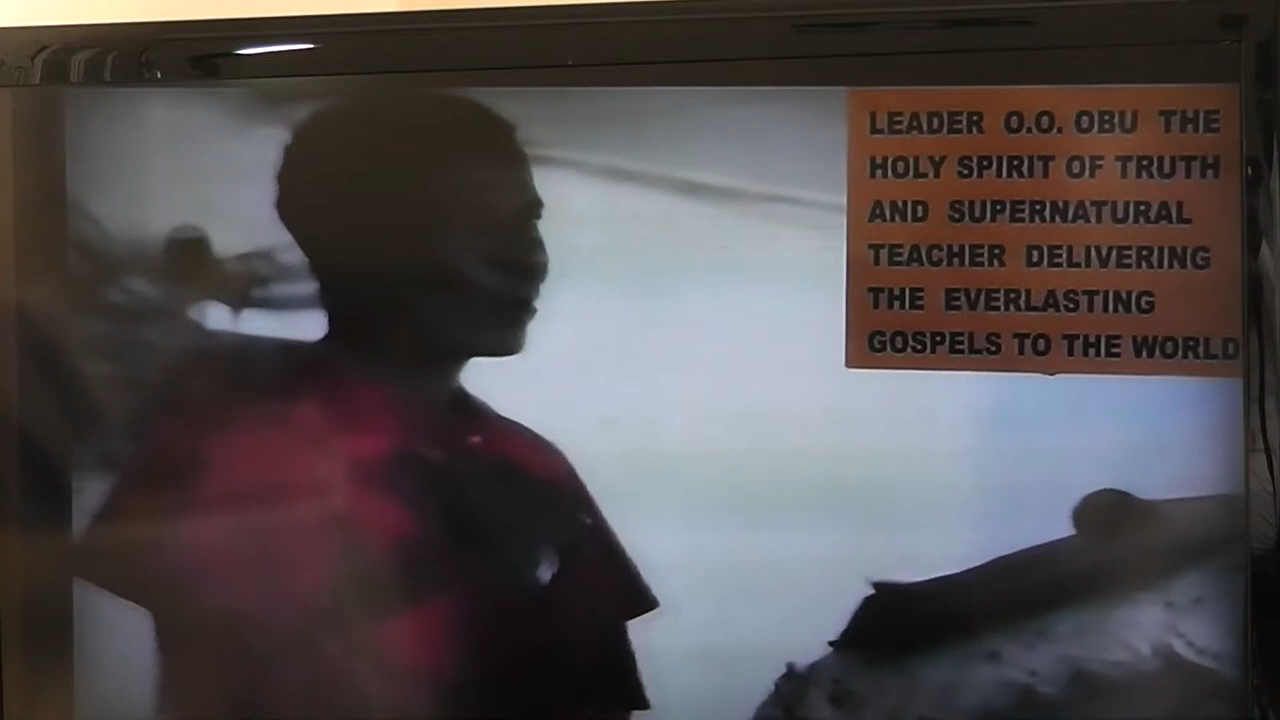 LEADER O.O. OBU THE
HOLY SPIRIT OF TRUTH
AND SUPERNATURAL
TEACHER DELIVERING
THE EVERLASTING
GOSPELS TO THE WORLD